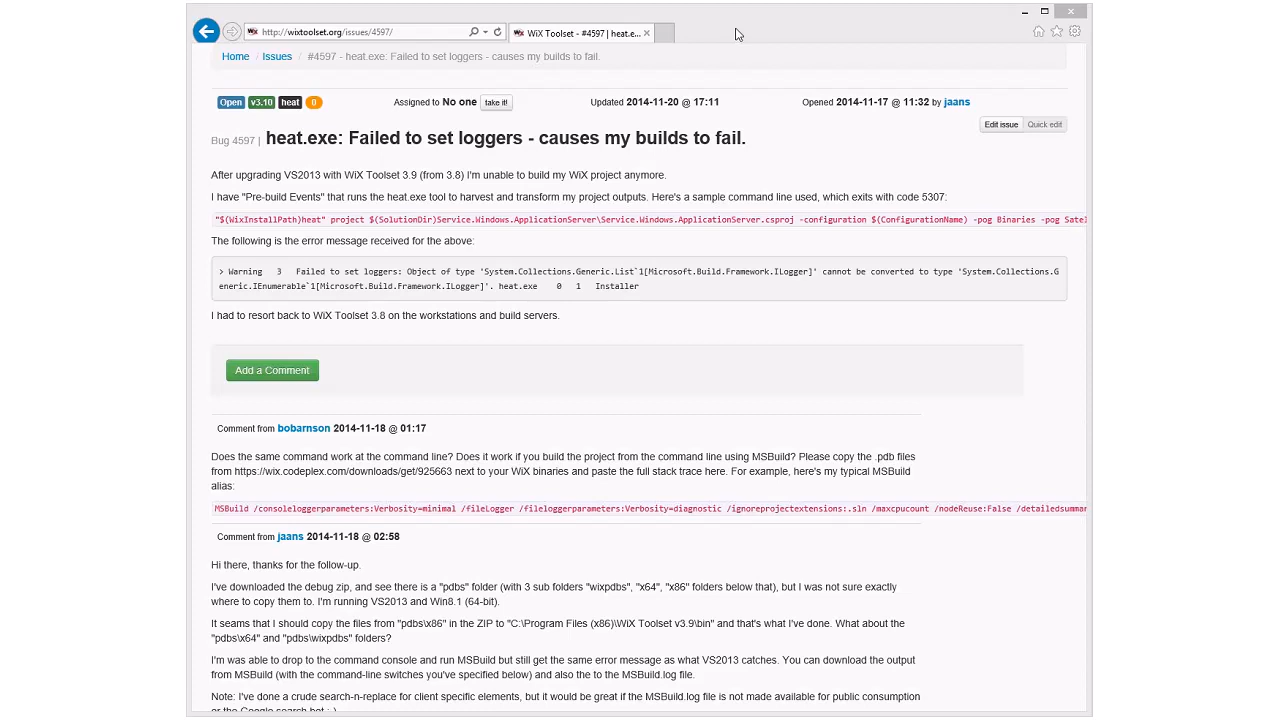 http://wixtoolset.org/issues/4597/
WiX Toolset - #4597 | heat.e...
Home / Issues / #4597 - heat.exe: Failed to set loggers - causes my builds to fail.
Open v3.10 heat 0 Assigned to No one take it! Updated 2014-11-20 @ 17:11 Opened 2014-11-17 @ 11:32 by jaans
Edit issue Quick edit
Bug 4597 | heat.exe: Failed to set loggers - causes my builds to fail.
After upgrading VS2013 with WiX Toolset 3.9 (from 3.8) I'm unable to build my WiX project anymore.
I have "Pre-build Events" that runs the heat.exe tool to harvest and transform my project outputs. Here's a sample command line used, which exits with code 5307:
"$(WixInstallPath)heat" project $(SolutionDir)Service.Windows.ApplicationServer\Service.Windows.ApplicationServer.csproj -configuration $(ConfigurationName) -pog Binaries -pog Satel
The following is the error message received for the above:
> Warning 3 Failed to set loggers: Object of type 'System.Collections.Generic.List`1[Microsoft.Build.Framework.ILogger]' cannot be converted to type 'System.Collections.G
eneric.IEnumerable`1[Microsoft.Build.Framework.ILogger]'. heat.exe 0 1 Installer
I had to resort back to WiX Toolset 3.8 on the workstations and build servers.
Add a Comment
Comment from bobarnson 2014-11-18 @ 01:17
Does the same command work at the command line? Does it work if you build the project from the command line using MSBuild? Please copy the .pdb files
from https://wix.codeplex.com/downloads/get/925663 next to your WiX binaries and paste the full stack trace here. For example, here's my typical MSBuild
alias:
MSBuild /consoleloggerparameters:Verbosity=minimal /fileLogger /fileloggerparameters:Verbosity=diagnostic /ignoreprojectextensions:.sln /maxcpucount /nodeReuse:False /detailedsummar
Comment from jaans 2014-11-18 @ 02:58
Hi there, thanks for the follow-up.
I've downloaded the debug zip, and see there is a "pdbs" folder (with 3 sub folders "wixpdbs", "x64", "x86" folders below that), but I was not sure exactly
where to copy them to. I'm running VS2013 and Win8.1 (64-bit).
It seams that I should copy the files from "pdbs\x86" in the ZIP to "C:\Program Files (x86)\WiX Toolset v3.9\bin" and that's what I've done. What about the
"pdbs\x64" and "pdbs\wixpdbs" folders?
I'm was able to drop to the command console and run MSBuild but still get the same error message as what VS2013 catches. You can download the output
from MSBuild (with the command-line switches you've specified below) and also the to the MSBuild.log file.
Note: I've done a crude search-n-replace for client specific elements, but it would be great if the MSBuild.log file is not made available for public consumption
or the Google search bot ;-)